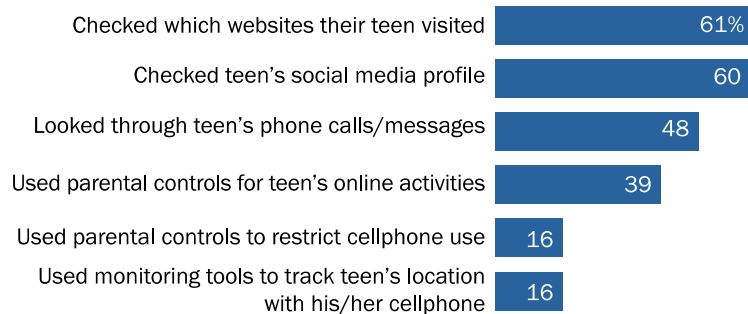 Checked which websites their teen visited 61%
Checked teen's social media profile 60
Looked through teen's phone calls/messages 48
Used parental controls for teen's online activities 39
Used parental controls to restrict cellphone use 16
Used monitoring tools to track teen's location
with his/her cellphone 16